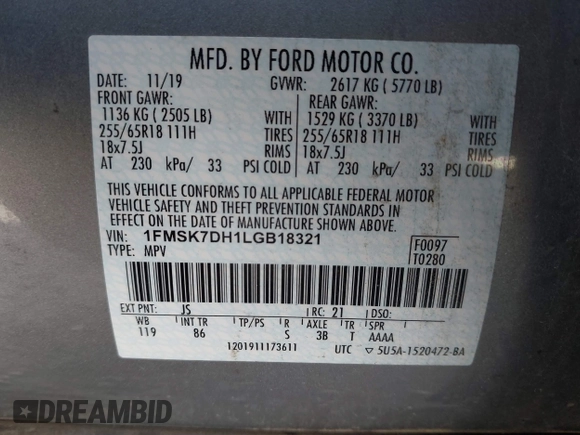 MFD. BY FORD MOTOR CO.
DATE: 11/19 GVWR: 2617 KG ( 5770 LB)
FRONT GAWR: REAR GAWR:
1136 KG ( 2505 LB) WITH 1529 KG ( 3370 LB) WITH
255/65R18 111H TIRES 255/65R18 111H TIRES
18x7.5J RIMS 18x7.5J RIMS
AT 230 kPa/ 33 PSI COLD AT 230 kPa/ 33 PSI COLD
THIS VEHICLE CONFORMS TO ALL APPLICABLE FEDERAL MOTOR
VEHICLE SAFETY AND THEFT PREVENTION STANDARDS IN
EFFECT ON THE DATE OF MANUFACTURE SHOWN ABOVE.
VIN: 1FMSK7DH1LGB18321 F0097
TYPE: MPV T0280
EXT PNT: JS RC: 21 DSO:
WB INT TR TP/PS R AXLE TR SPR
119 86 S 3B T AAAA
1201911173611 UTC ▽ 5U5A-1520472-BA
DREAMBID